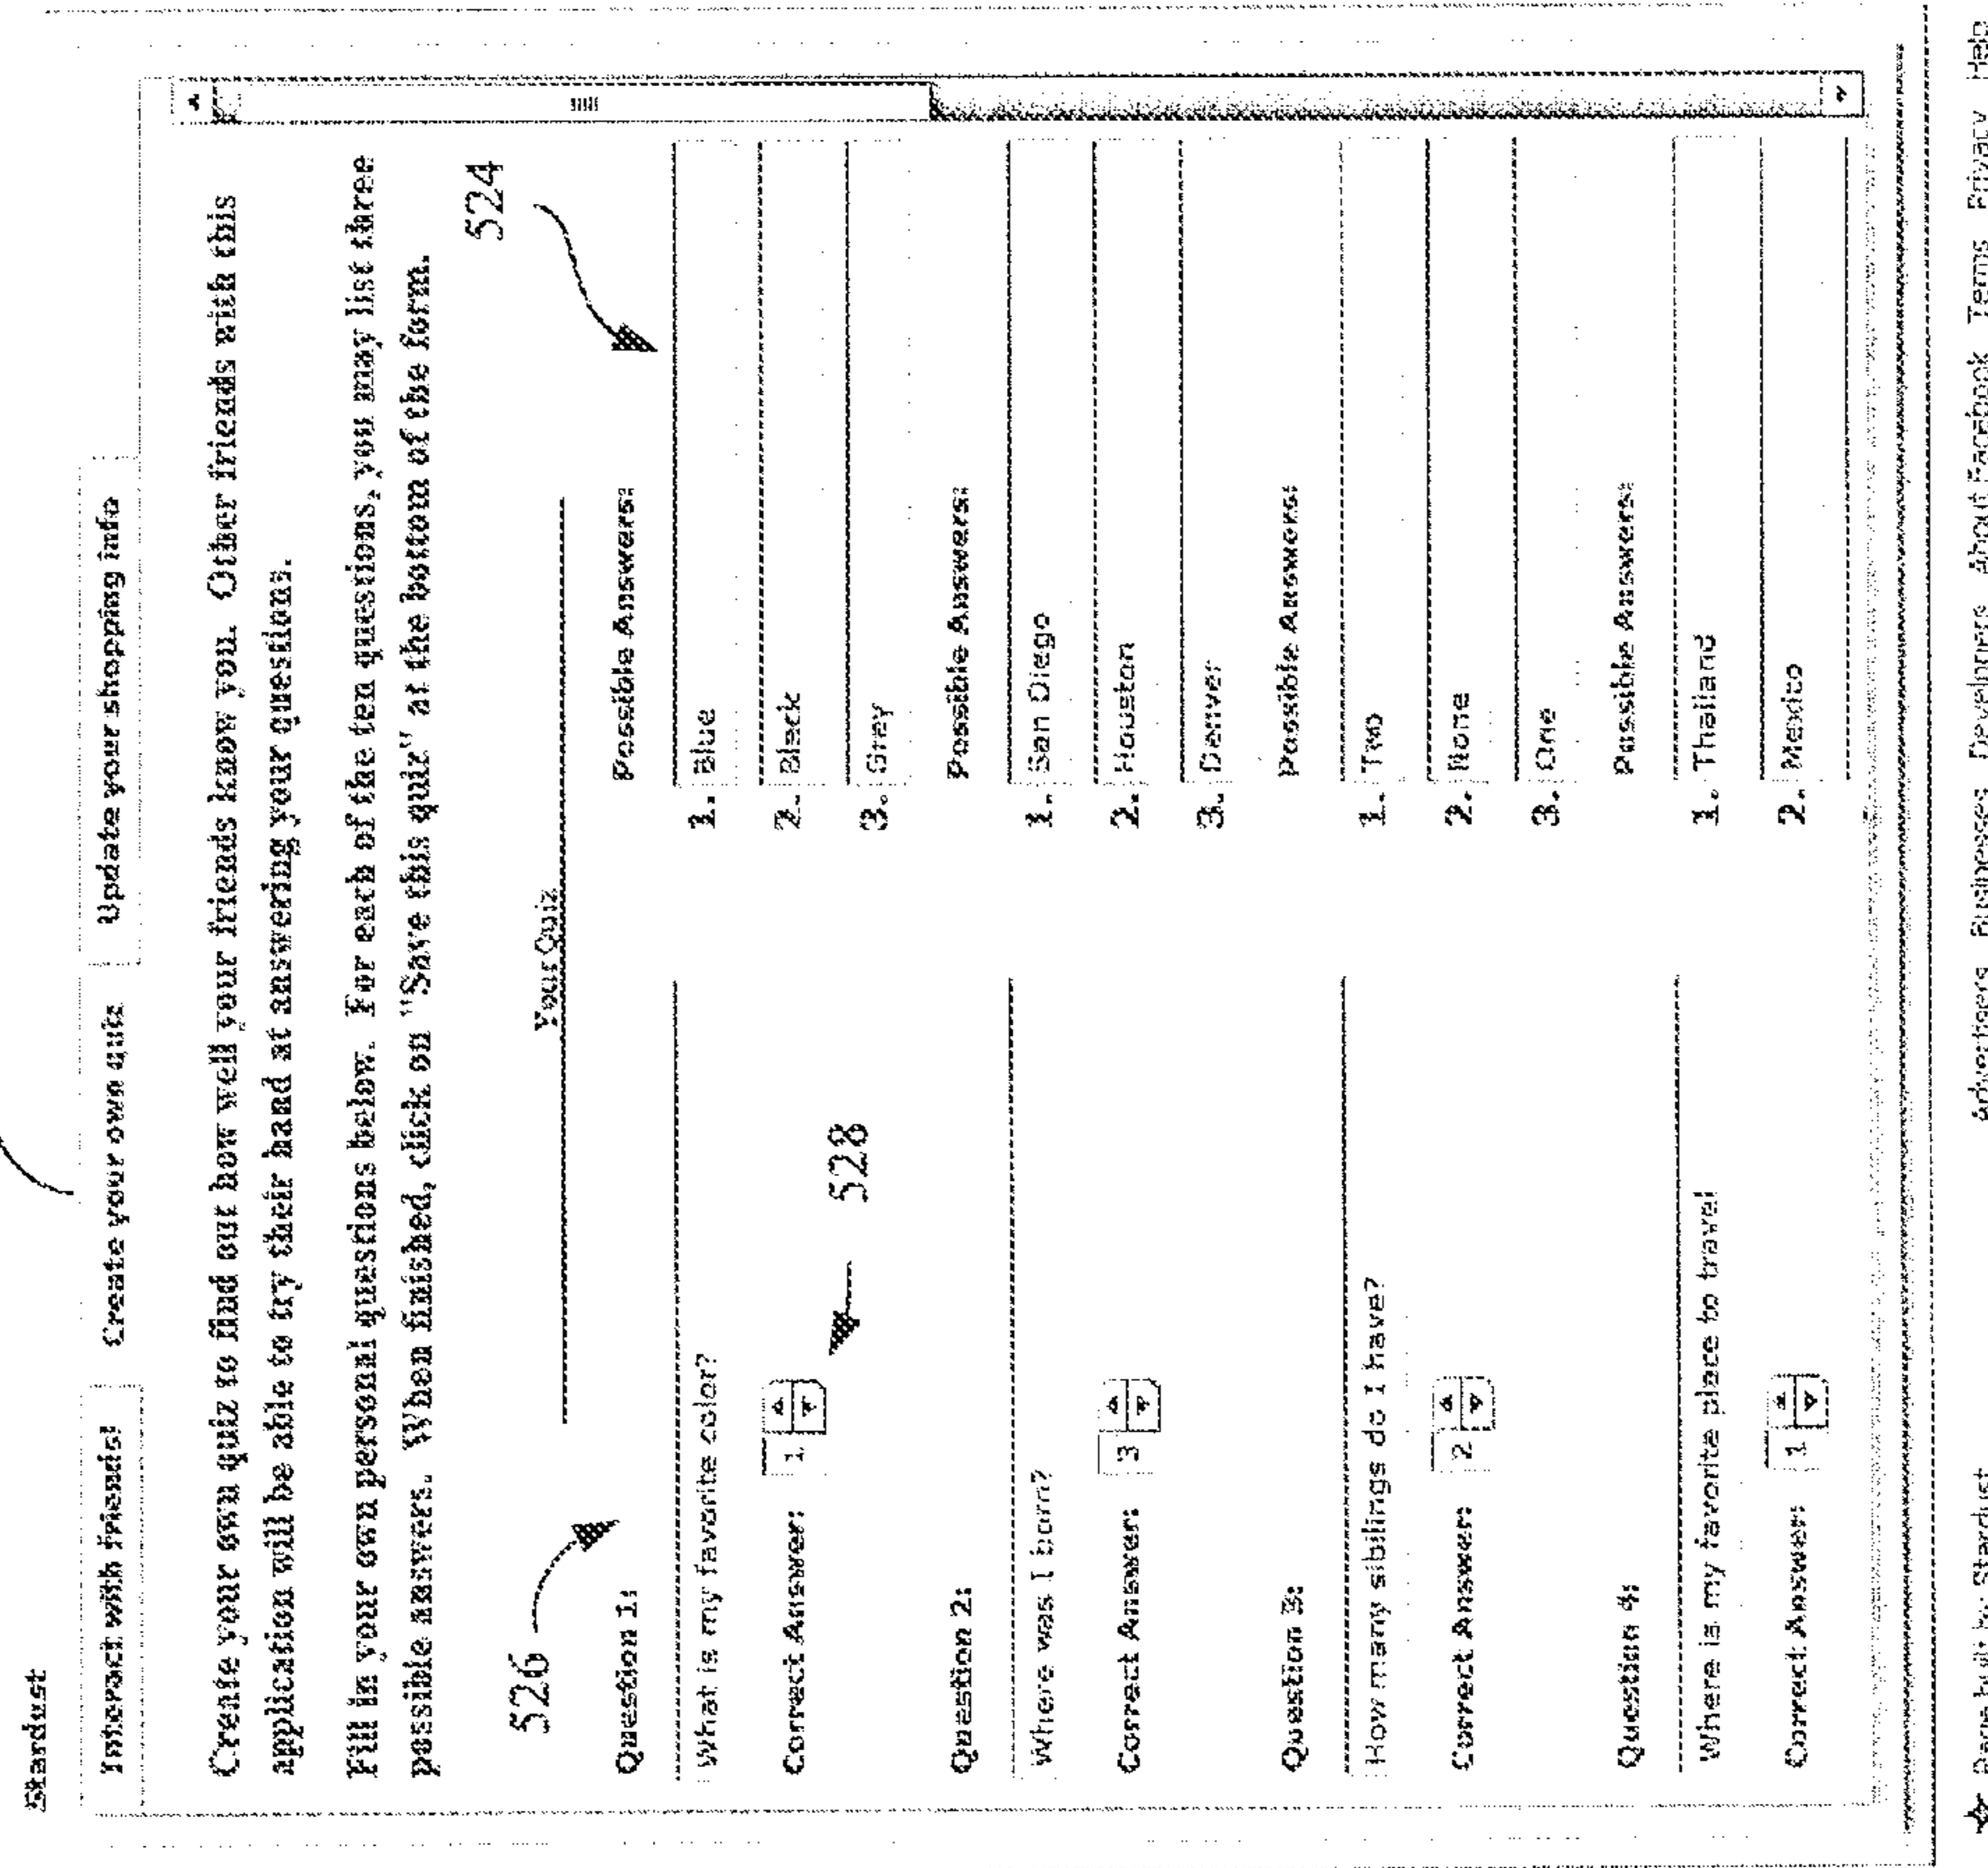 Stardust
Interact with friends! Create your own quiz Update your shopping info
Create your own quiz to find out how well your friends know you. Other friends with this
application will be able to try their hand at answering your questions.
Fill in your own personal questions below. For each of the ten questions, you may list three
possible answers. When finished, click on "Save this quiz" at the bottom of the form.
526
524
Your Quiz
Question 1: Possible Answers:
What is my favorite color? 1. Blue
Correct Answer: 1 2. Black
528
3. Grey
Question 2: Possible Answers:
Where was I born? 1. San Diego
Correct Answer: 3 2. Houston
3. Denver
Question 3: Possible Answers:
How many siblings do I have? 1. Two
Correct Answer: 2 2. None
3. One
Question 4: Possible Answers:
Where is my favorite place to travel 1. Thailand
Correct Answer: 1 2. Mexico
Page built by Stardust Advertisers Businesses Developers About Facebook Terms Privacy Help